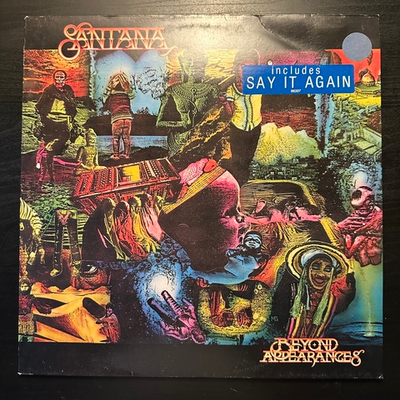 SANTANA
includes
SAY IT AGAIN
BEYOND
APPEARANCES